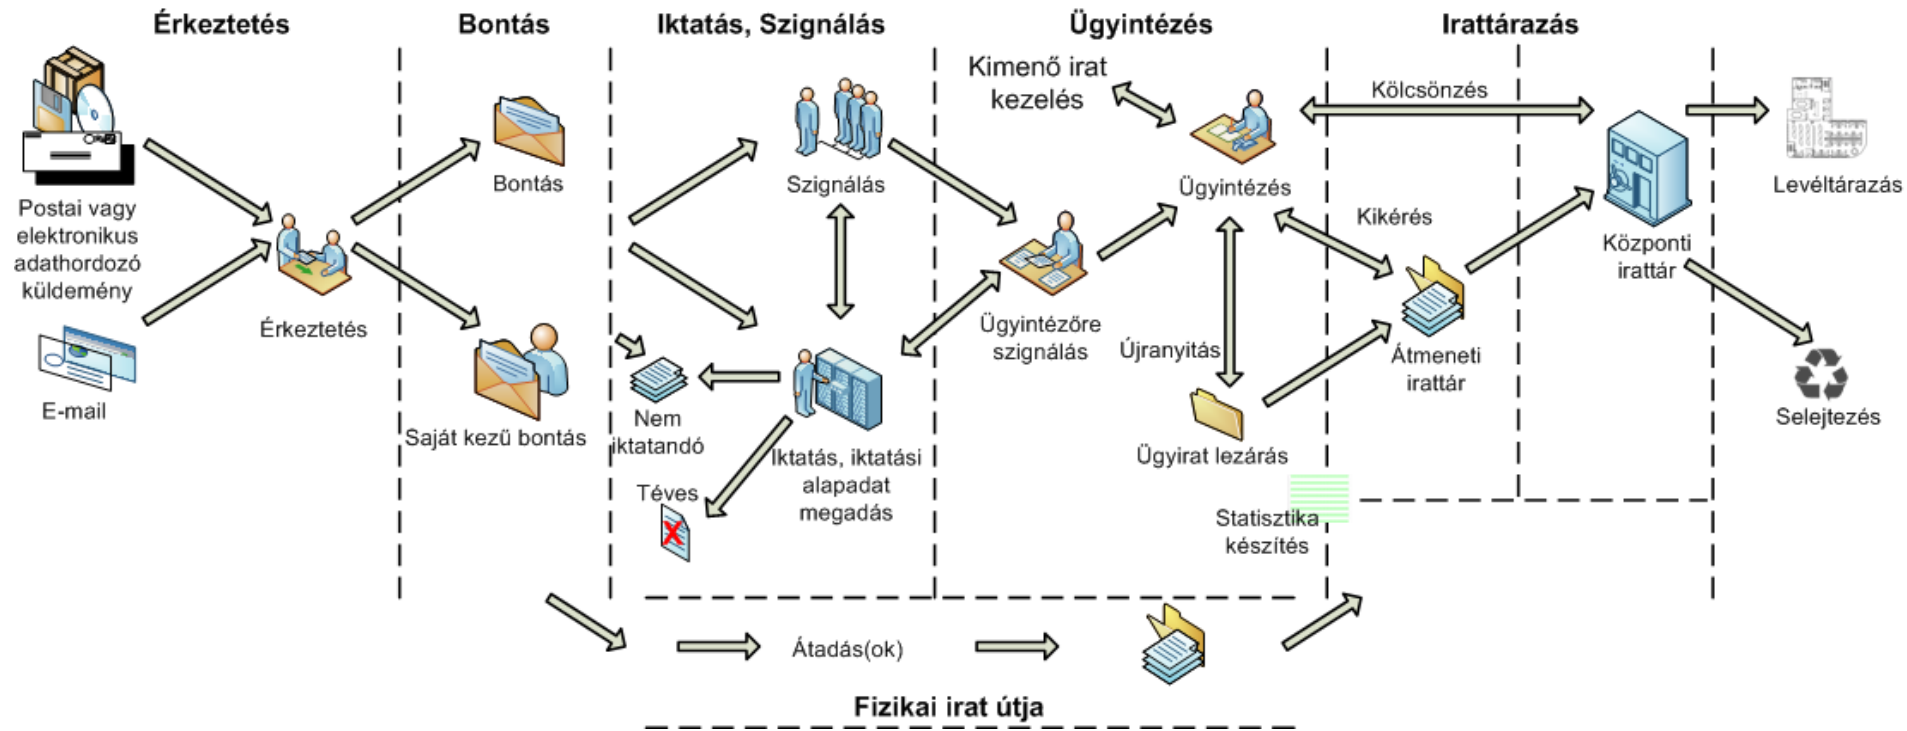 Érkeztetés
Bontás
Iktatás, Szignálás
Ügyintézés
Irattárazás
Postai vagy
elektronikus
adathordozó
küldemény
E-mail
Érkeztetés
Bontás
Saját kezű bontás
Szignálás
Nem
iktatandó
Téves
Iktatás, iktatási
alapadat
megadás
Kimenő irat
kezelés
Ügyintézőre
szignálás
Ügyintézés
Újranyitás
Ügyirat lezárás
Statisztika
készítés
Kölcsönzés
Kikérés
Átmeneti
irattár
Központi
irattár
Levéltárazás
Selejtezés
Átadás(ok)
Fizikai irat útja